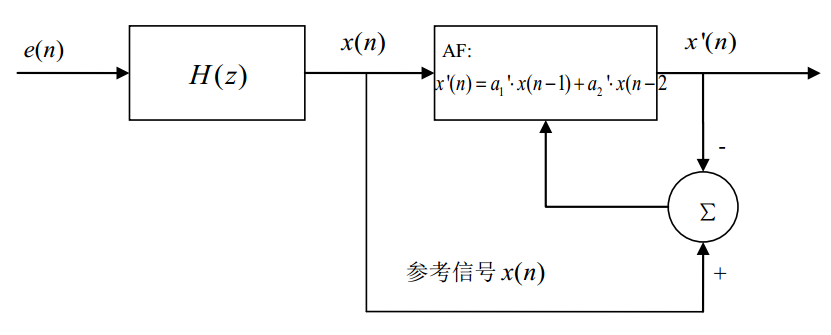 e(n)
H(z)
x(n)
AF:
x'(n) = a₁'· x(n−1) + a₂'· x(n−2
x'(n)
-
Σ
参考信号 x(n)
+